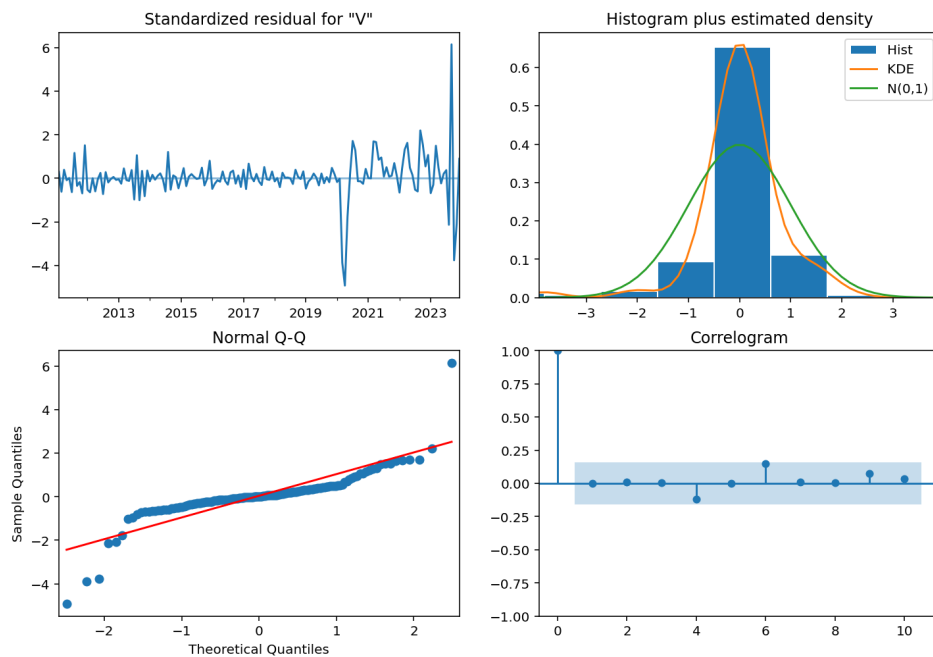 Standardized residual for "V"
6
4
2
0
−2
−4
2013 2015 2017 2019 2021 2023
Histogram plus estimated density
Hist
KDE
N(0,1)
0.6
0.5
0.4
0.3
0.2
0.1
0.0
−3 −2 −1 0 1 2 3
Normal Q-Q
Sample Quantiles
6
4
2
0
−2
−4
−2 −1 0 1 2
Theoretical Quantiles
Correlogram
1.00
0.75
0.50
0.25
0.00
−0.25
−0.50
−0.75
−1.00
0 2 4 6 8 10